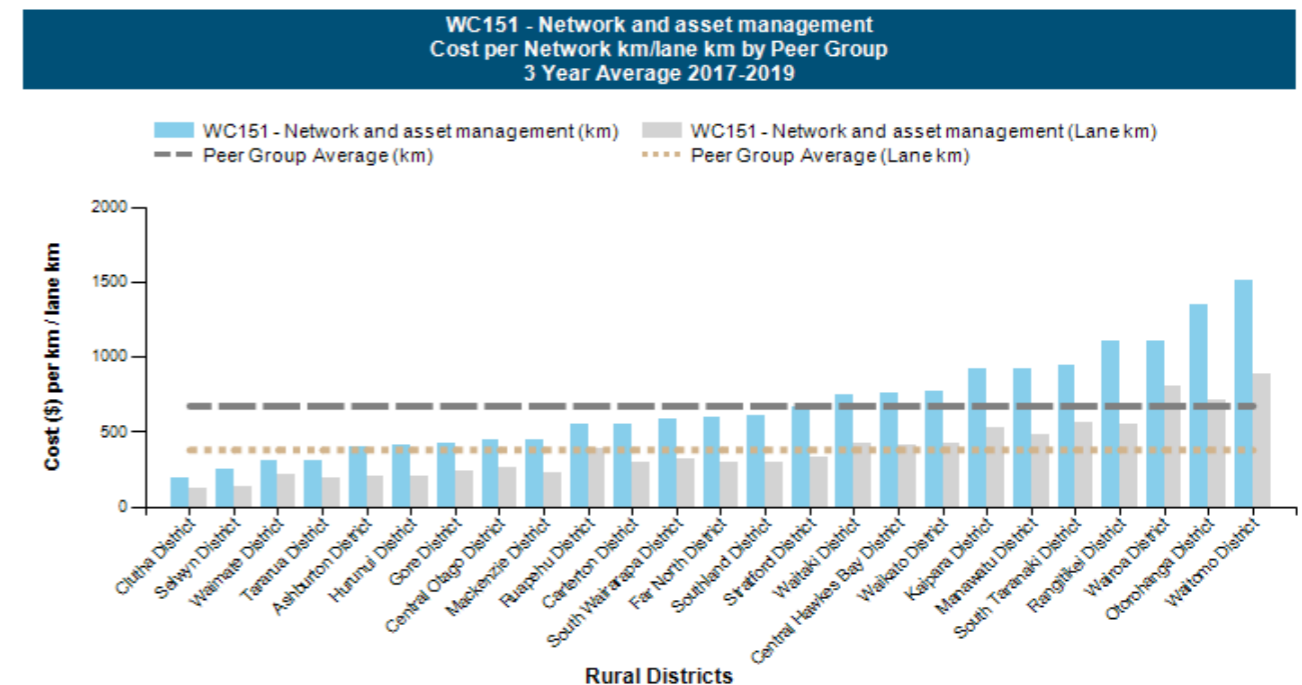 WC151 - Network and asset management
Cost per Network km/lane km by Peer Group
3 Year Average 2017-2019
WC151 - Network and asset management (km)
WC151 - Network and asset management (Lane km)
Peer Group Average (km)
Peer Group Average (Lane km)
Cost ($) per km / lane km
2000
1500
1000
500
0
Clutha District
Selwyn District
Waimate District
Tararua District
Ashburton District
Hurunui District
Gore District
Central Otago District
Mackenzie District
Ruapehu District
Carterton District
South Wairarapa District
Far North District
Southland District
Stratford District
Waitaki District
Central Hawkes Bay District
Waikato District
Kaipara District
Manawatu District
South Taranaki District
Rangitikei District
Wairoa District
Otorohanga District
Waitomo District
Rural Districts